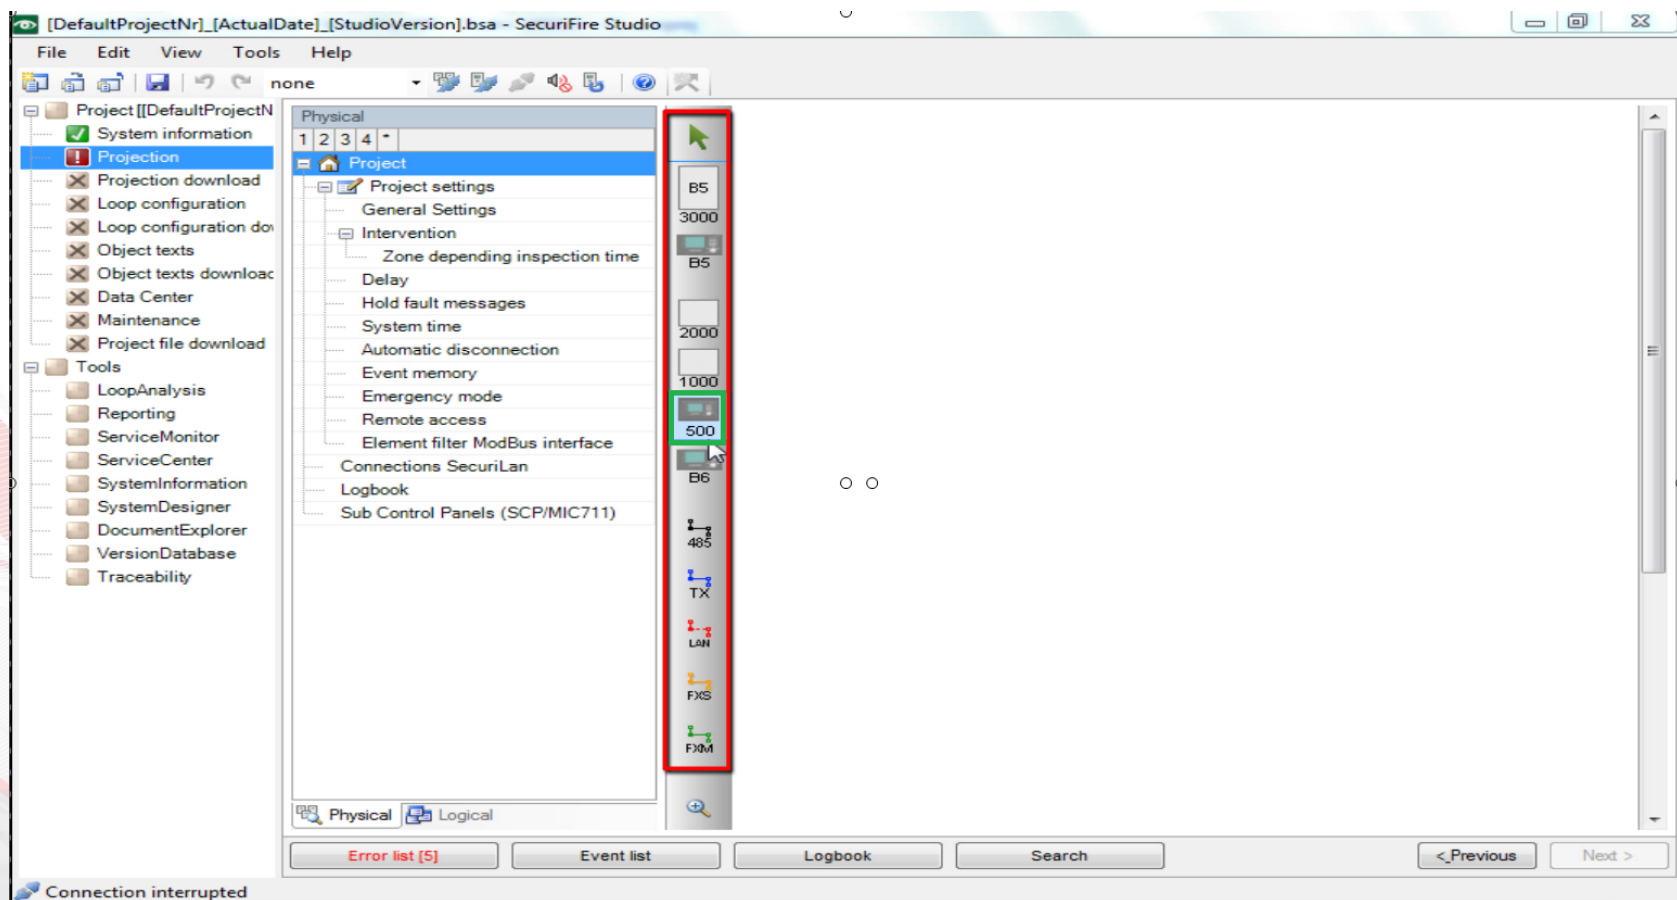 [DefaultProjectNr]_[ActualDate]_[StudioVersion].bsa - SecuriFire Studio
File Edit View Tools Help
none
Project [[DefaultProjectN
System information
Projection
Projection download
Loop configuration
Loop configuration dov
Object texts
Object texts downloac
Data Center
Maintenance
Project file download
Tools
LoopAnalysis
Reporting
ServiceMonitor
ServiceCenter
SystemInformation
SystemDesigner
DocumentExplorer
VersionDatabase
Traceability
Physical
1 2 3 4 *
Project
Project settings
General Settings
Intervention
Zone depending inspection time
Delay
Hold fault messages
System time
Automatic disconnection
Event memory
Emergency mode
Remote access
Element filter ModBus interface
Connections SecuriLan
Logbook
Sub Control Panels (SCP/MIC711)
Physical Logical
B5
3000
B5
2000
1000
500
B6
485
TX
LAN
FXS
FXM
Error list [5] Event list Logbook Search < Previous Next >
Connection interrupted